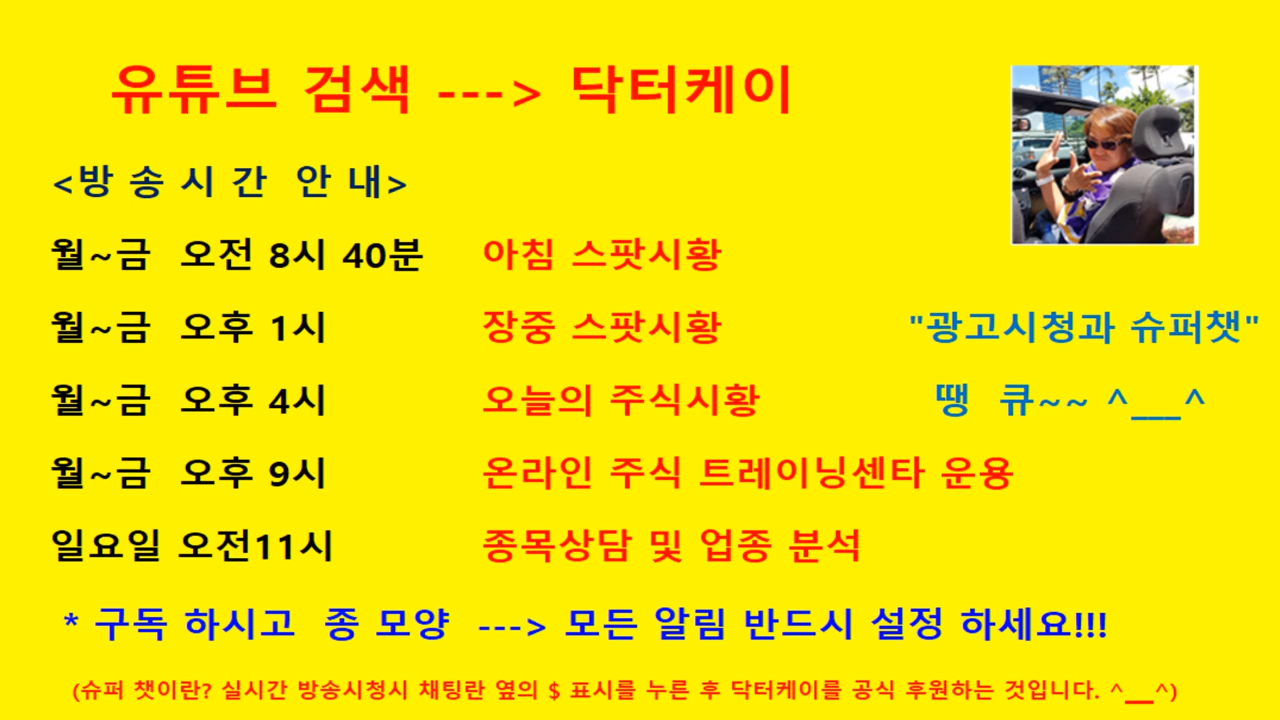 유튜브 검색 ---> 닥터케이
<방 송 시 간 안 내>
월~금 오전 8시 40분 아침 스팟시황
월~금 오후 1시 장중 스팟시황 "광고시청과 슈퍼챗"
월~금 오후 4시 오늘의 주식시황 땡 큐~~ ^___^
월~금 오후 9시 온라인 주식 트레이닝센타 운용
일요일 오전11시 종목상담 및 업종 분석
* 구독 하시고 종 모양 ---> 모든 알림 반드시 설정 하세요!!!
(슈퍼 챗이란? 실시간 방송시청시 채팅란 옆의 $ 표시를 누른 후 닥터케이를 공식 후원하는 것입니다. ^__^)